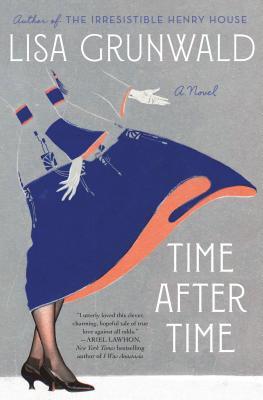 Author of THE IRRESISTIBLE HENRY HOUSE
LISA GRUNWALD
A Novel
TIME
AFTER
TIME
"I utterly loved this clever,
charming, hopeful tale of true
love against all odds."
—ARIEL LAWHON,
New York Times bestselling
author of I Was Anastasia